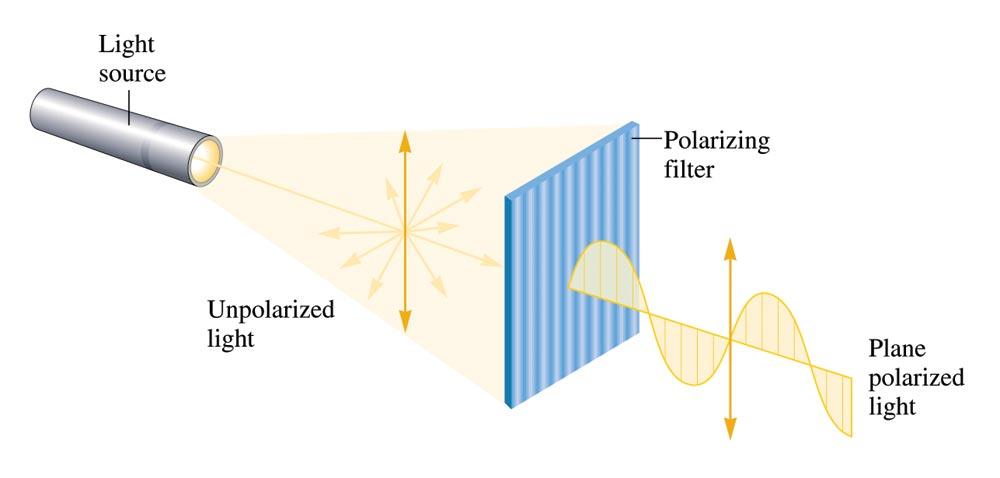 Light
source
Polarizing
filter
Unpolarized
light
Plane
polarized
light